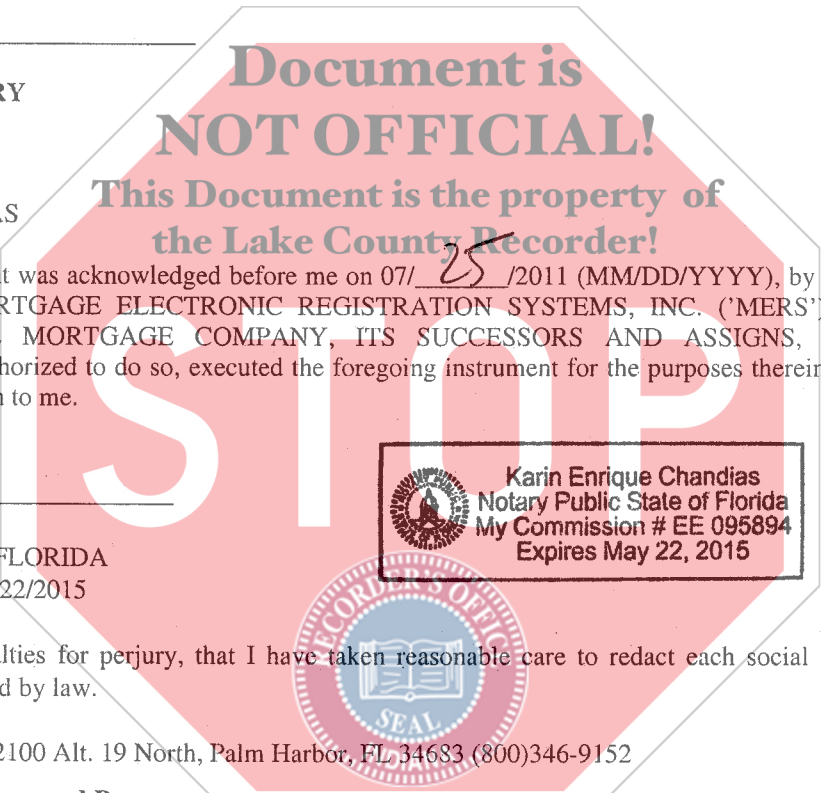 Document is
RY
NOT OFFICIAL!
This Document is the property of
AS
the Lake County Recorder!
t was acknowledged before me on 07/ 25 /2011 (MM/DD/YYYY), by
RTGAGE ELECTRONIC REGISTRATION SYSTEMS, INC. ('MERS')
MORTGAGE COMPANY, ITS SUCCESSORS AND ASSIGNS,
horized to do so, executed the foregoing instrument for the purposes therein
n to me.
STOP
Karin Enrique Chandias
Notary Public State of Florida
My Commission # EE 095894
Expires May 22, 2015
FLORIDA
22/2015
RECORDER'S OFFICE
lties for perjury, that I have taken reasonable care to redact each social
d by law.
SEAL
INDIANA
2100 Alt. 19 North, Palm Harbor, FL 34683 (800)346-9152